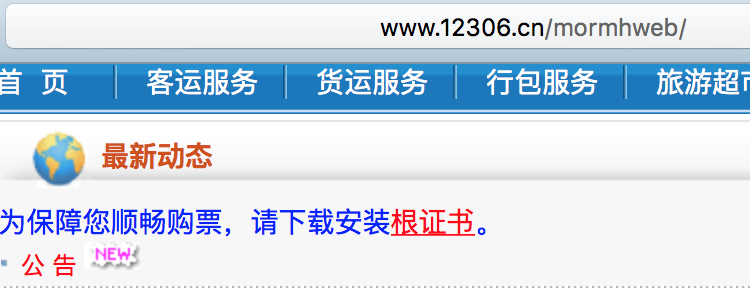 www.12306.cn/mormhweb/
首 页 客运服务 货运服务 行包服务 旅游超市
最新动态
为保障您顺畅购票，请下载安装根证书。
公 告 NEW